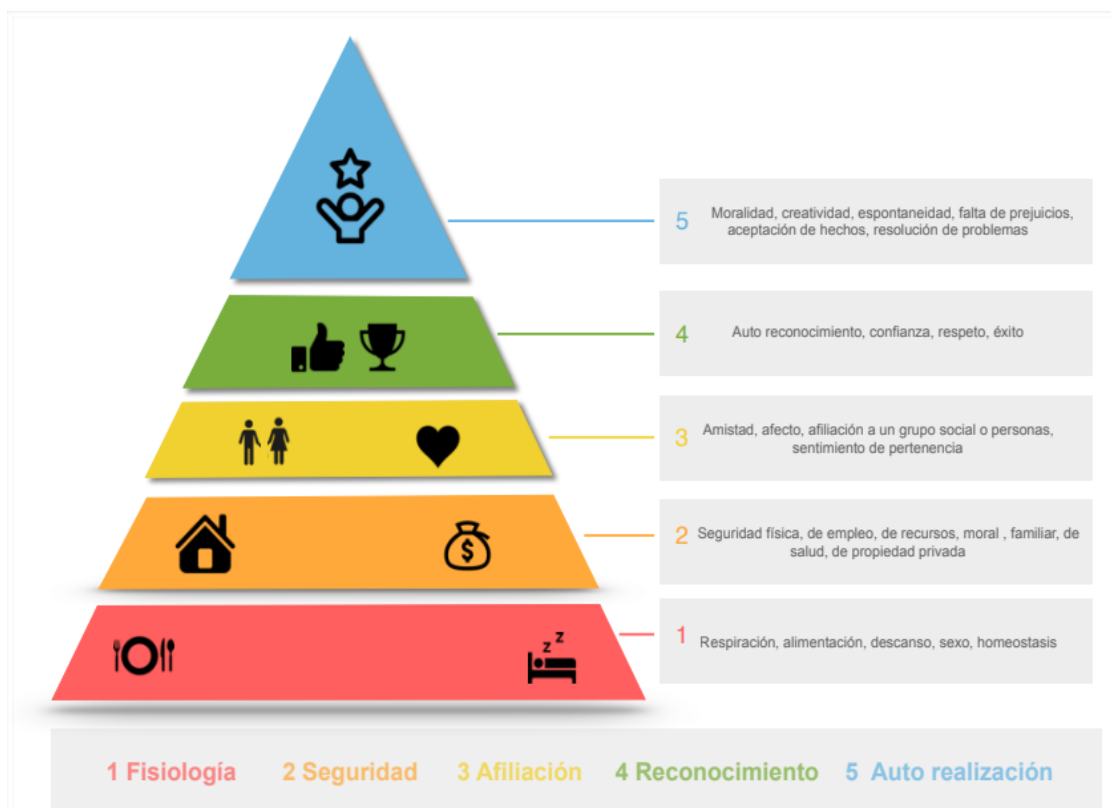 5 Moralidad, creatividad, espontaneidad, falta de prejuicios,
aceptación de hechos, resolución de problemas
4 Auto reconocimiento, confianza, respeto, éxito
3 Amistad, afecto, afiliación a un grupo social o personas,
sentimiento de pertenencia
2 Seguridad física, de empleo, de recursos, moral , familiar, de
salud, de propiedad privada
$
z z
1 Respiración, alimentación, descanso, sexo, homeostasis
1 Fisiología 2 Seguridad 3 Afiliación 4 Reconocimiento 5 Auto realización